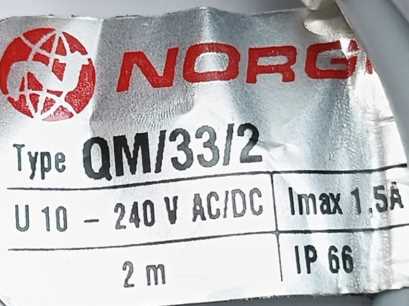 NORG
Type QM/33/2
U 10 - 240 V AC/DC Imax 1,5A
2 m IP 66